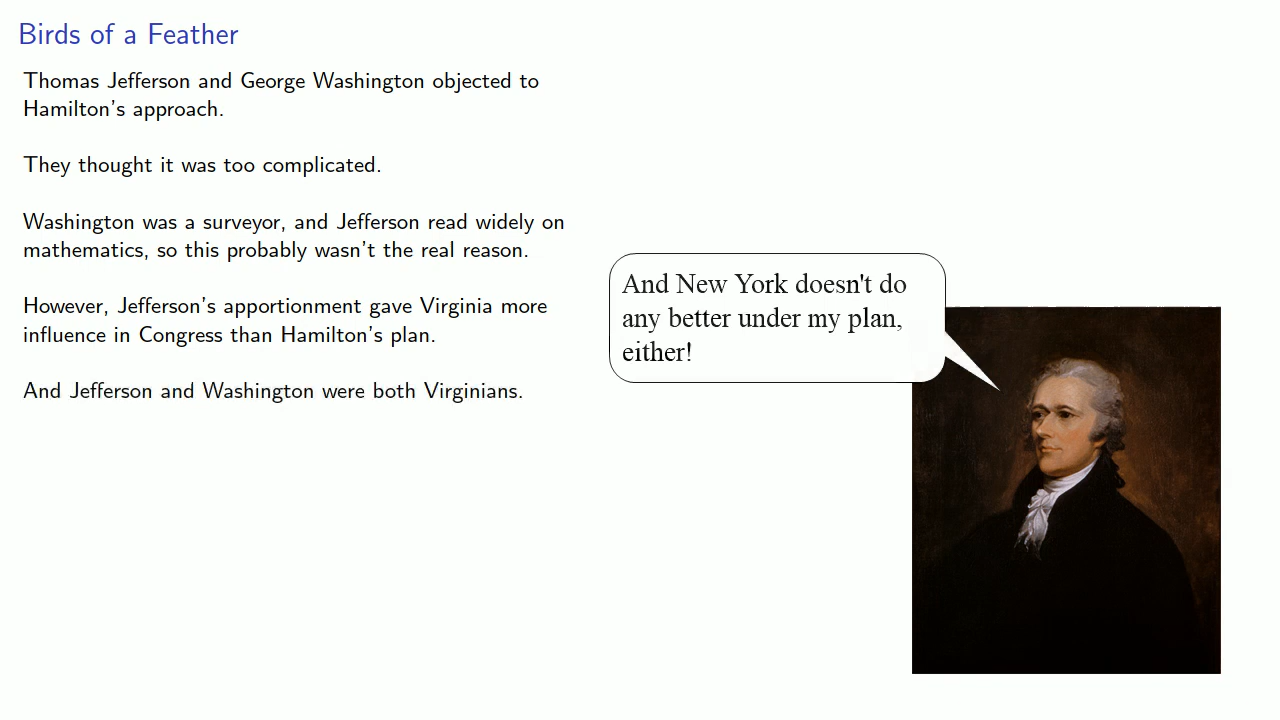 Birds of a Feather
Thomas Jefferson and George Washington objected to
Hamilton's approach.
They thought it was too complicated.
Washington was a surveyor, and Jefferson read widely on
mathematics, so this probably wasn't the real reason.
However, Jefferson's apportionment gave Virginia more
influence in Congress than Hamilton's plan.
And Jefferson and Washington were both Virginians.
And New York doesn't do
any better under my plan,
either!